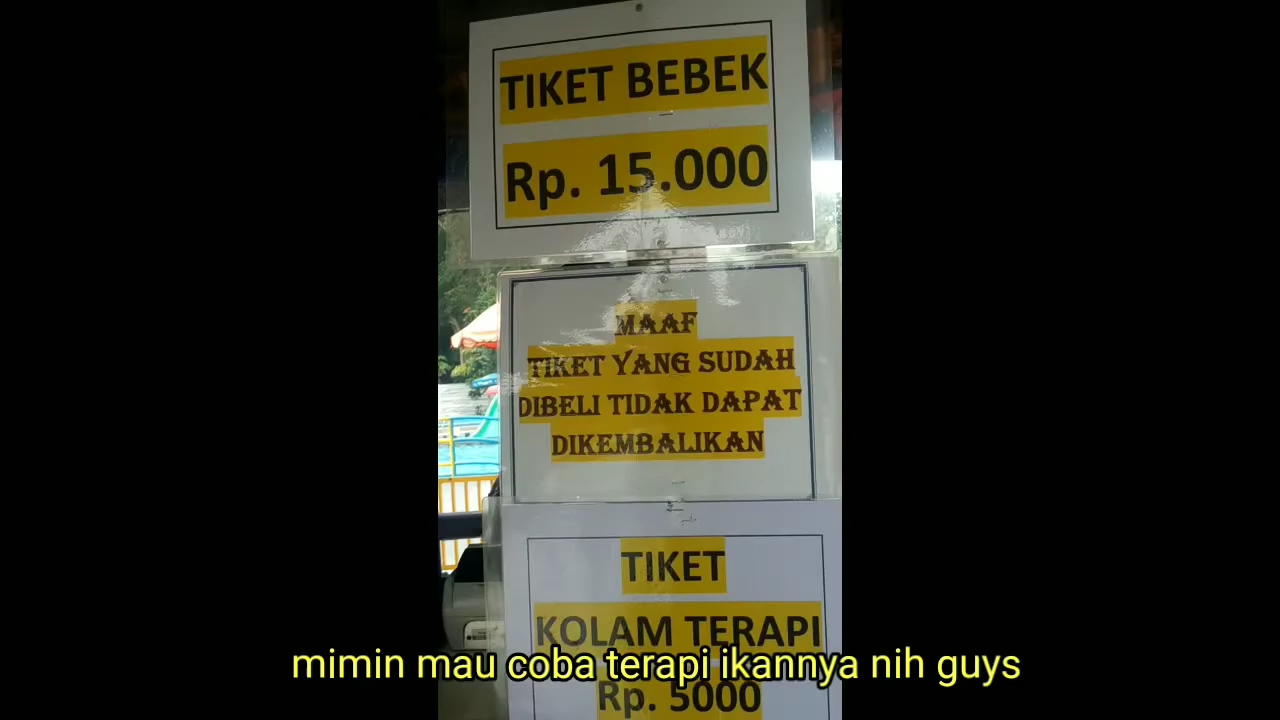 TIKET BEBEK
Rp. 15.000
MAAF
TIKET YANG SUDAH
DIBELI TIDAK DAPAT
DIKEMBALIKAN
TIKET
KOLAM TERAPI
mimin mau coba terapi ikannya nih guys
Rp. 5000